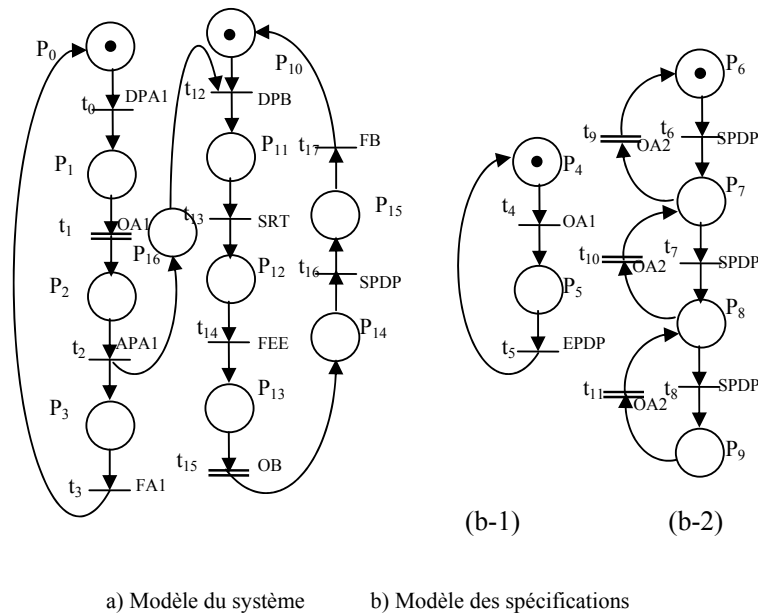 P0
t0 DPA1
P1
t1 OA1
P2
t2 APA1
P3
t3 FA1
P16
P10
t12 DPB
P11
t13 SRT
P12
t14 FEE
P13
t15 OB
P14
t16 SPDP
P15
t17 FB
P4
t4 OA1
P5
t5 EPDP
(b-1)
P6
t6 SPDP
t9 OA2
P7
t7 SPDP
t10 OA2
P8
t8 SPDP
t11 OA2
P9
(b-2)
a) Modèle du système b) Modèle des spécifications